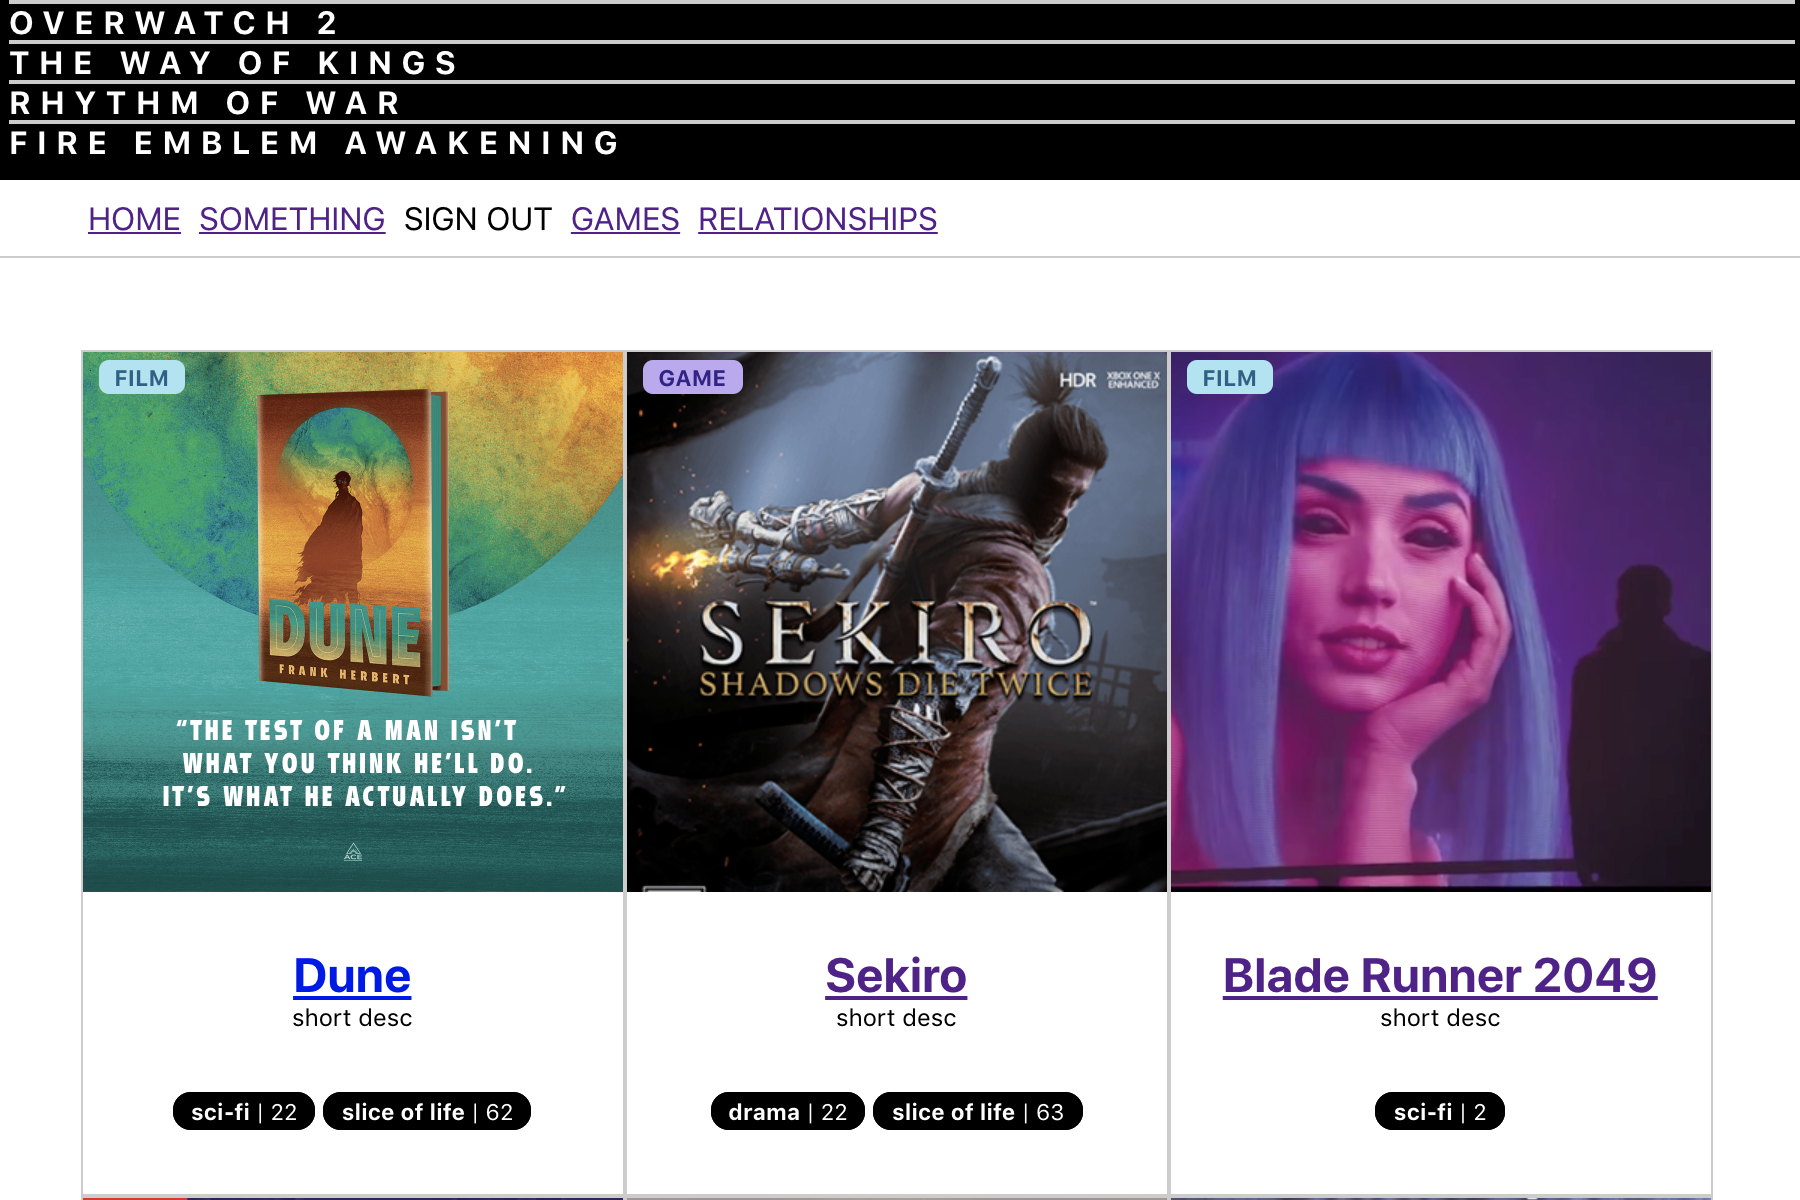 OVERWATCH 2
THE WAY OF KINGS
RHYTHM OF WAR
FIRE EMBLEM AWAKENING
HOME SOMETHING SIGN OUT GAMES RELATIONSHIPS
FILM
DUNE
FRANK HERBERT
“THE TEST OF A MAN ISN’T
WHAT YOU THINK HE’LL DO.
IT’S WHAT HE ACTUALLY DOES.”
ACE
GAME
HDR XBOX ONE X
ENHANCED
SEKIRO™
SHADOWS DIE TWICE
FILM
Dune
short desc
sci-fi | 22 slice of life | 62
Sekiro
short desc
drama | 22 slice of life | 63
Blade Runner 2049
short desc
sci-fi | 2